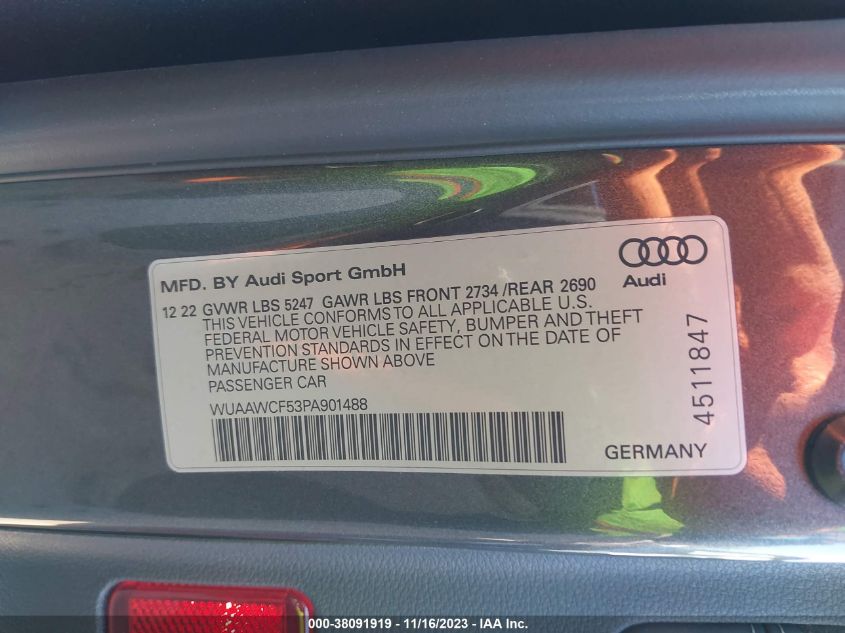 MFD. BY Audi Sport GmbH
Audi
12 22 GVWR LBS 5247 GAWR LBS FRONT 2734 /REAR 2690
THIS VEHICLE CONFORMS TO ALL APPLICABLE U.S.
FEDERAL MOTOR VEHICLE SAFETY, BUMPER AND THEFT
PREVENTION STANDARDS IN EFFECT ON THE DATE OF
MANUFACTURE SHOWN ABOVE
PASSENGER CAR
WUAAWCF53PA901488
4511847
GERMANY
000-38091919 - 11/16/2023 - IAA Inc.